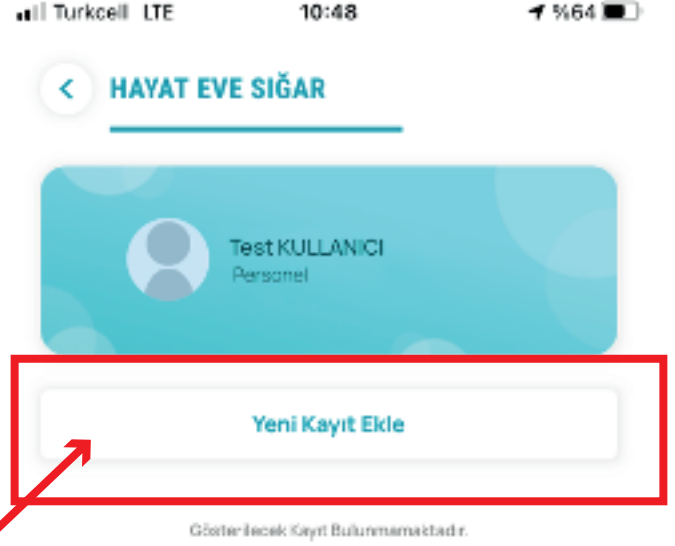 Turkcell LTE 10:48 %64
HAYAT EVE SIĞAR
Test KULLANICI
Personel
Yeni Kayıt Ekle
Gösterilecek Kayıt Bulunmamaktadır.